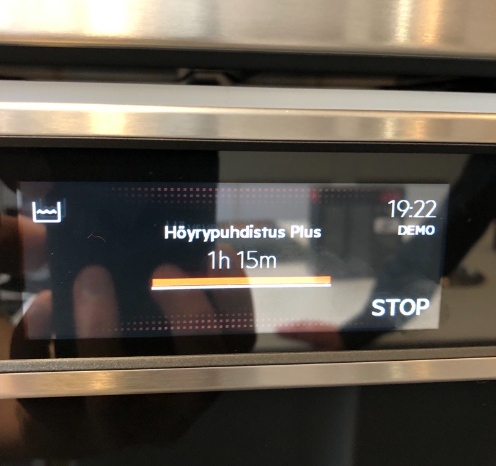 19:22
DEMO
Höyrypuhdistus Plus
1h 15m
STOP